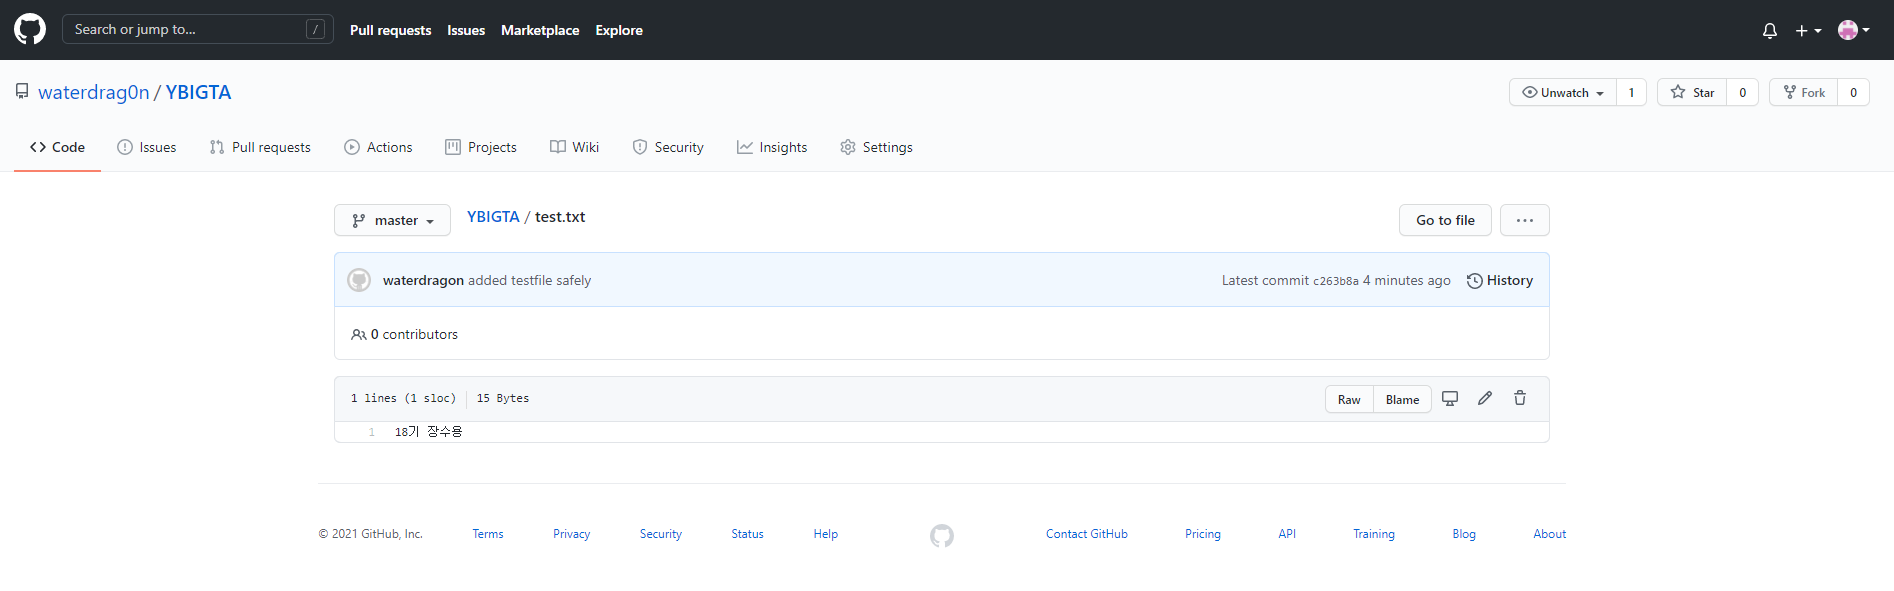 Search or jump to... /
Pull requests Issues Marketplace Explore
waterdrag0n / YBIGTA
Unwatch 1 Star 0 Fork 0
Code Issues Pull requests Actions Projects Wiki Security Insights Settings
master YBIGTA / test.txt Go to file ...
waterdragon added testfile safely Latest commit c263b8a 4 minutes ago History
0 contributors
1 lines (1 sloc) 15 Bytes Raw Blame
1 18기 장수용
© 2021 GitHub, Inc. Terms Privacy Security Status Help Contact GitHub Pricing API Training Blog About